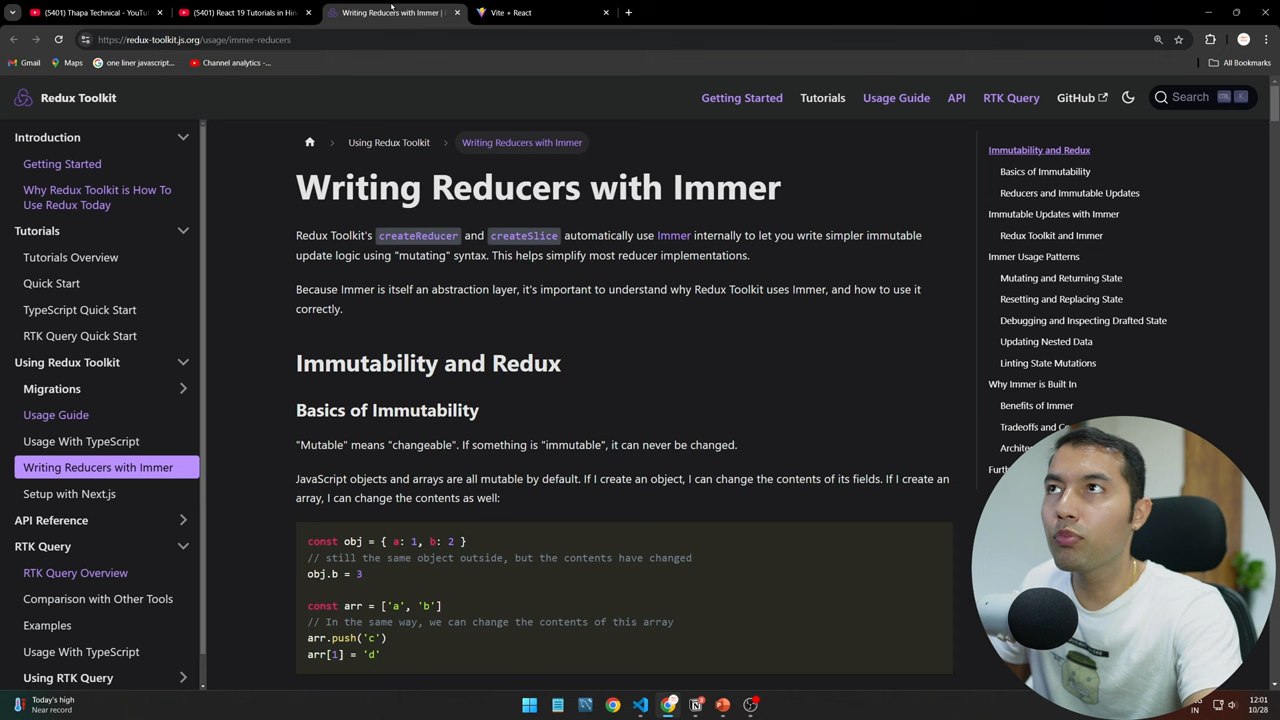 (5401) Thapa Technical - YouTu
(5401) React 19 Tutorials in Hin
Writing Reducers with Immer |
Vite + React
https://redux-toolkit.js.org/usage/immer-reducers
Gmail
Maps
one liner javascript...
Channel analytics -...
All Bookmarks
Redux Toolkit
Getting Started
Tutorials
Usage Guide
API
RTK Query
GitHub
Search
CTRL
K
Introduction
Getting Started
Why Redux Toolkit is How To
Use Redux Today
Tutorials
Tutorials Overview
Quick Start
TypeScript Quick Start
RTK Query Quick Start
Using Redux Toolkit
Migrations
Usage Guide
Usage With TypeScript
Writing Reducers with Immer
Setup with Next.js
API Reference
RTK Query
RTK Query Overview
Comparison with Other Tools
Examples
Usage With TypeScript
Using RTK Query
Using Redux Toolkit
Writing Reducers with Immer
Writing Reducers with Immer
Redux Toolkit's createReducer and createSlice automatically use Immer internally to let you write simpler immutable
update logic using "mutating" syntax. This helps simplify most reducer implementations.
Because Immer is itself an abstraction layer, it's important to understand why Redux Toolkit uses Immer, and how to use it
correctly.
Immutability and Redux
Basics of Immutability
"Mutable" means "changeable". If something is "immutable", it can never be changed.
JavaScript objects and arrays are all mutable by default. If I create an object, I can change the contents of its fields. If I create an
array, I can change the contents as well:
const obj = { a: 1, b: 2 }
// still the same object outside, but the contents have changed
obj.b = 3
const arr = ['a', 'b']
// In the same way, we can change the contents of this array
arr.push('c')
arr[1] = 'd'
Immutability and Redux
Basics of Immutability
Reducers and Immutable Updates
Immutable Updates with Immer
Redux Toolkit and Immer
Immer Usage Patterns
Mutating and Returning State
Resetting and Replacing State
Debugging and Inspecting Drafted State
Updating Nested Data
Linting State Mutations
Why Immer is Built In
Benefits of Immer
Tradeoffs and Co
Archite
Furth
Today's high
Near record
ENG
IN
12:01
10/28